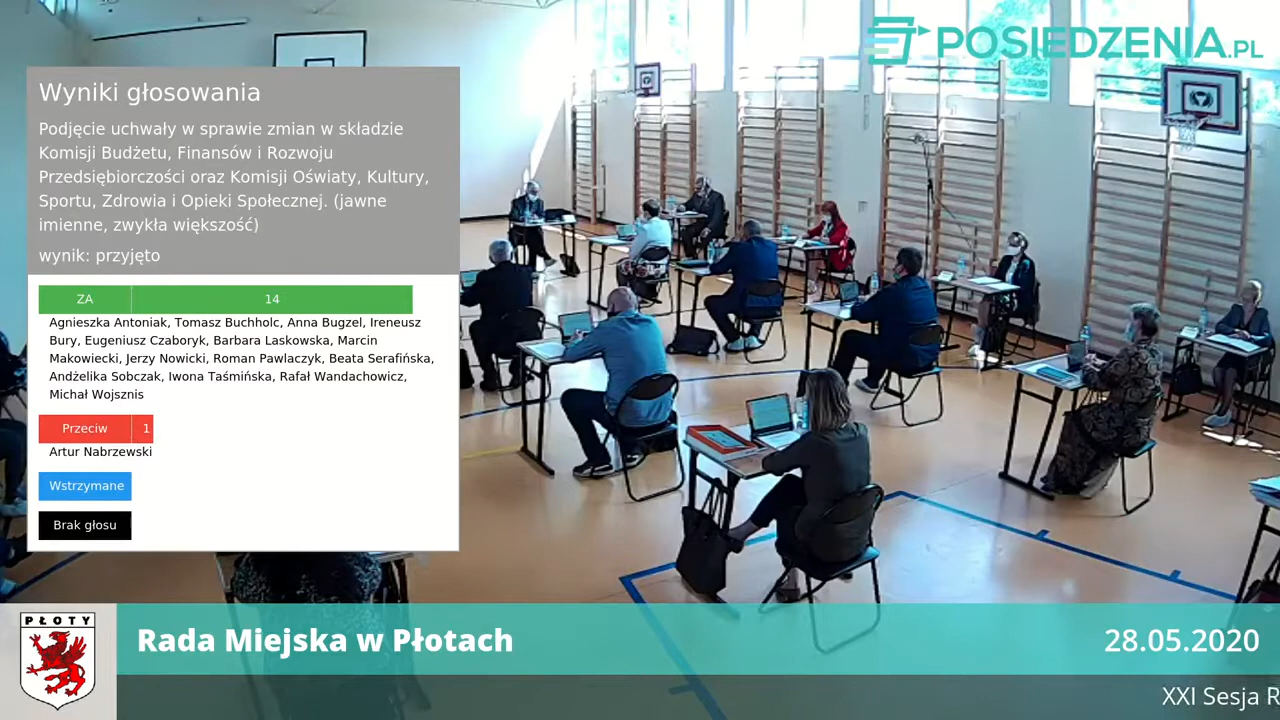 POSIEDZENIA.PL
Wyniki głosowania
Podjęcie uchwały w sprawie zmian w składzie
Komisji Budżetu, Finansów i Rozwoju
Przedsiębiorczości oraz Komisji Oświaty, Kultury,
Sportu, Zdrowia i Opieki Społecznej. (jawne
imienne, zwykła większość)
wynik: przyjęto
ZA 14
Agnieszka Antoniak, Tomasz Buchholc, Anna Bugzel, Ireneusz
Bury, Eugeniusz Czaboryk, Barbara Laskowska, Marcin
Makowiecki, Jerzy Nowicki, Roman Pawlaczyk, Beata Serafińska,
Andżelika Sobczak, Iwona Taśmińska, Rafał Wandachowicz,
Michał Wojsznis
Przeciw 1
Artur Nabrzewski
Wstrzymane
Brak głosu
PŁOTY
Rada Miejska w Płotach
28.05.2020
XXI Sesja R